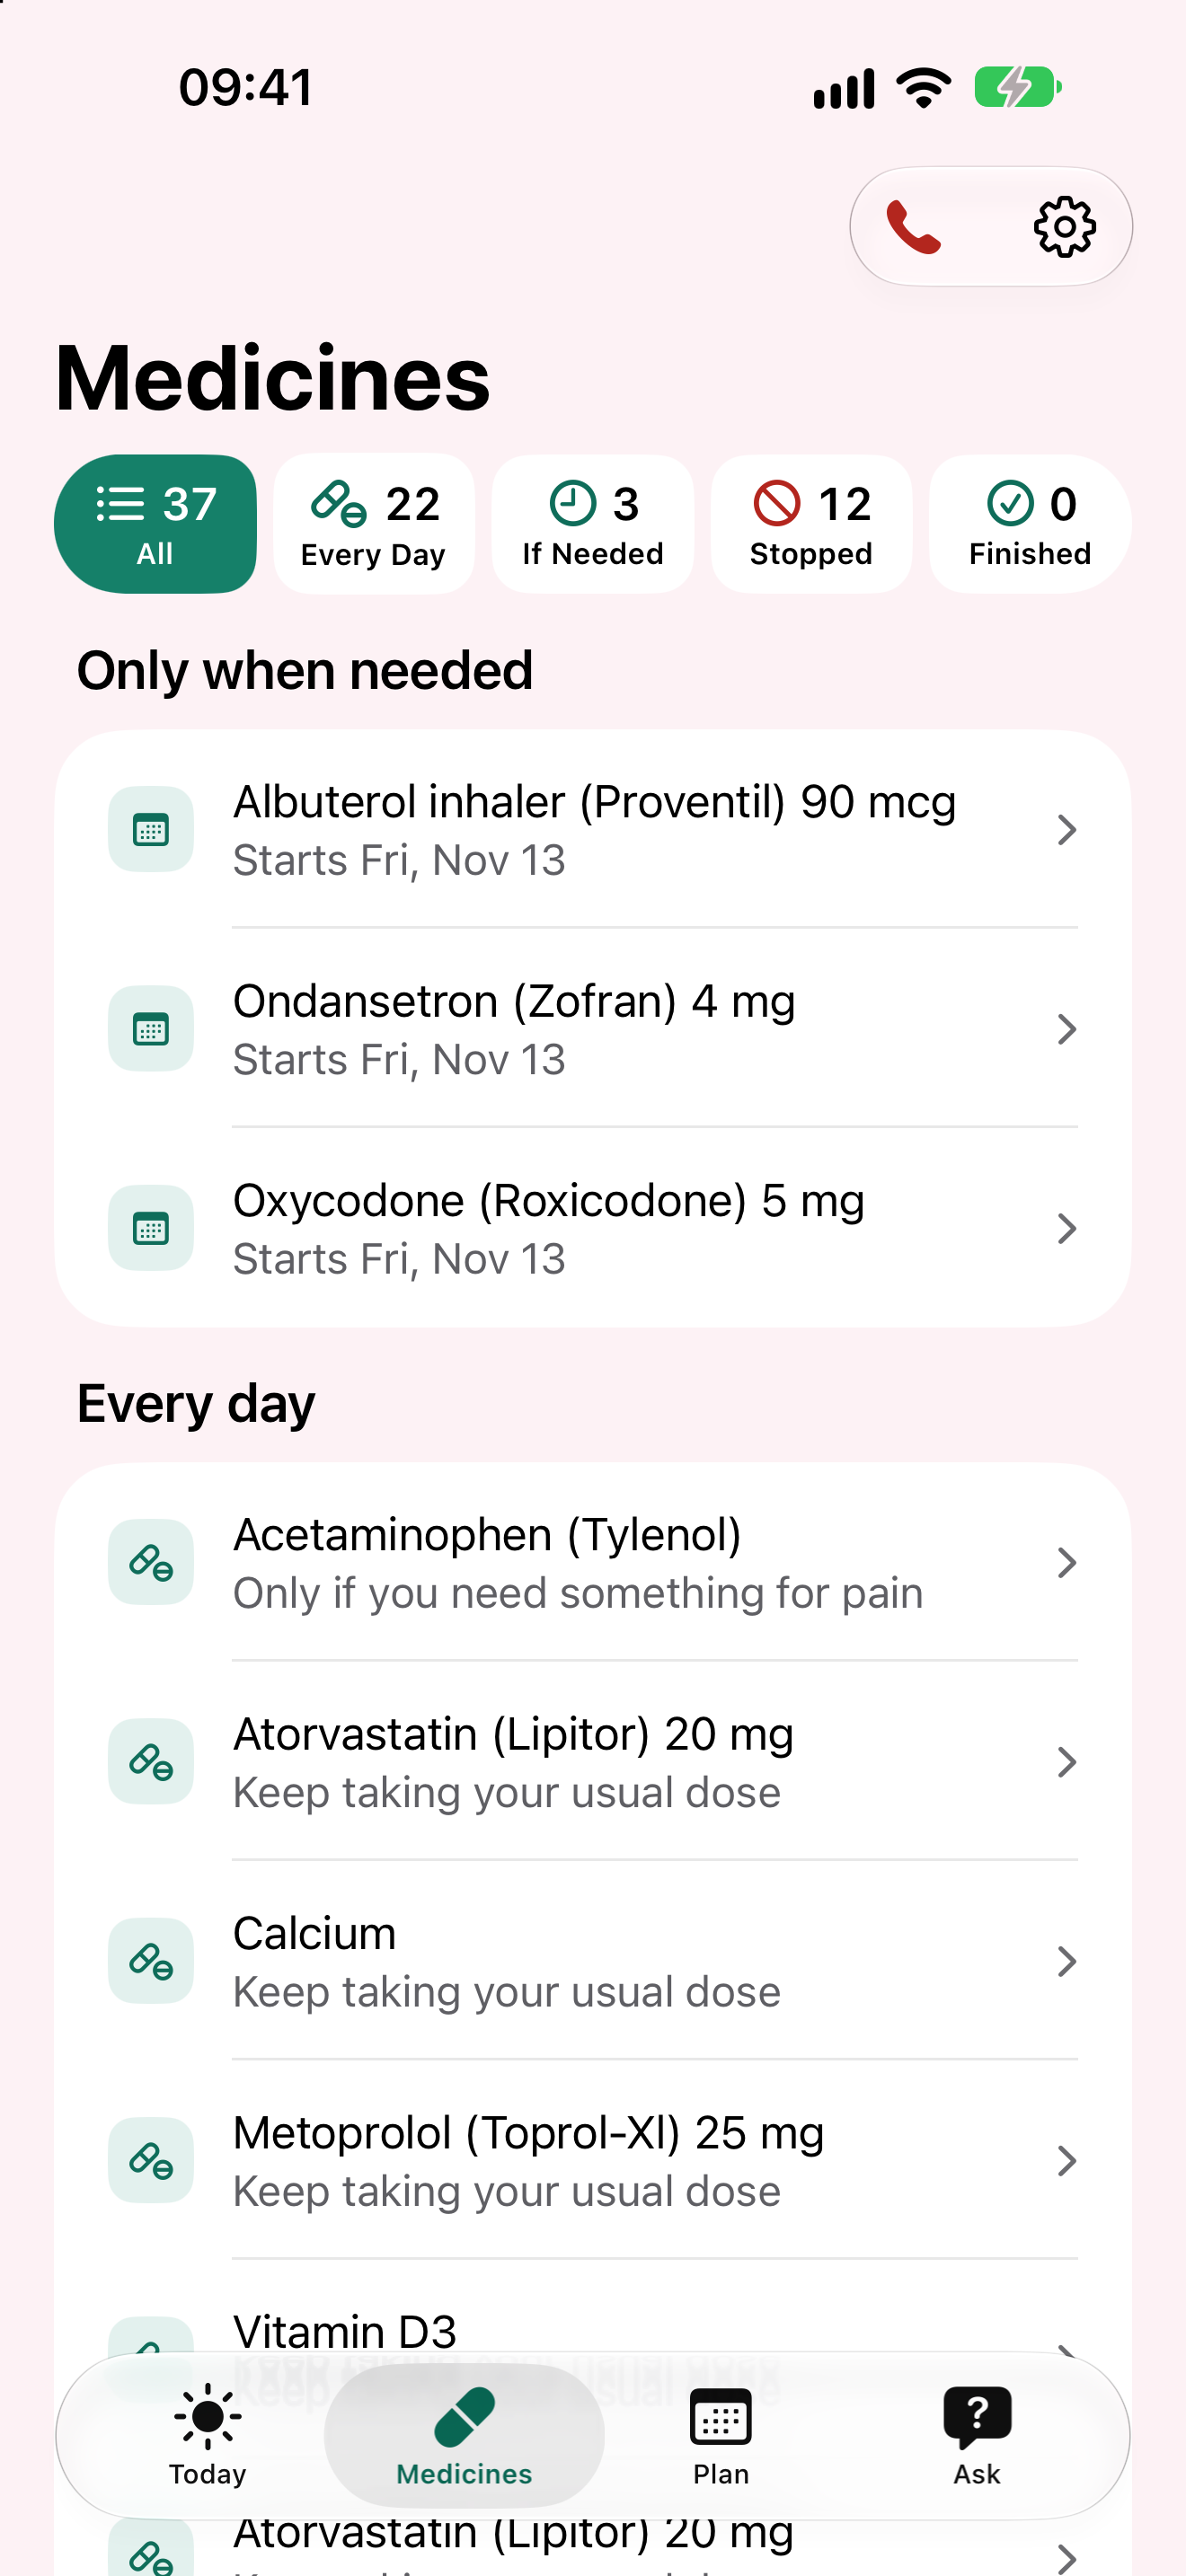 09:41
Medicines
37
All
22
Every Day
3
If Needed
12
Stopped
0
Finished
Only when needed
Albuterol inhaler (Proventil) 90 mcg
Starts Fri, Nov 13
Ondansetron (Zofran) 4 mg
Starts Fri, Nov 13
Oxycodone (Roxicodone) 5 mg
Starts Fri, Nov 13
Every day
Acetaminophen (Tylenol)
Only if you need something for pain
Atorvastatin (Lipitor) 20 mg
Keep taking your usual dose
Calcium
Keep taking your usual dose
Metoprolol (Toprol-Xl) 25 mg
Keep taking your usual dose
Vitamin D3
Today
Medicines
Plan
Ask
Atorvastatin (Lipitor) 20 mg